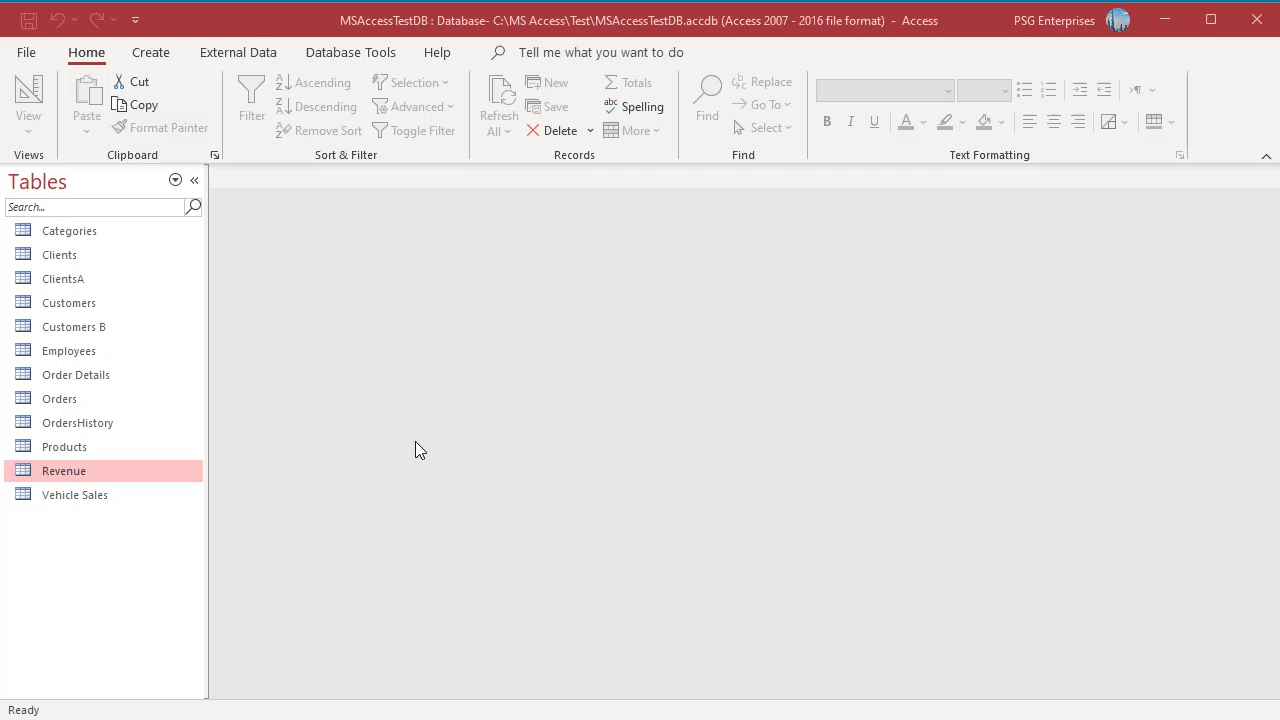 MSAccessTestDB : Database- C:\MS Access\Test\MSAccessTestDB.accdb (Access 2007 - 2016 file format) - Access
PSG Enterprises
File
Home
Create
External Data
Database Tools
Help
Tell me what you want to do
View
Views
Paste
Cut
Copy
Format Painter
Clipboard
Filter
Ascending
Descending
Remove Sort
Selection
Advanced
Toggle Filter
Sort & Filter
Refresh
All
New
Save
Delete
Totals
Spelling
More
Records
Find
Replace
Go To
Select
Find
B I U A
Text Formatting
Tables
Search...
Categories
Clients
ClientsA
Customers
Customers B
Employees
Order Details
Orders
OrdersHistory
Products
Revenue
Vehicle Sales
Ready